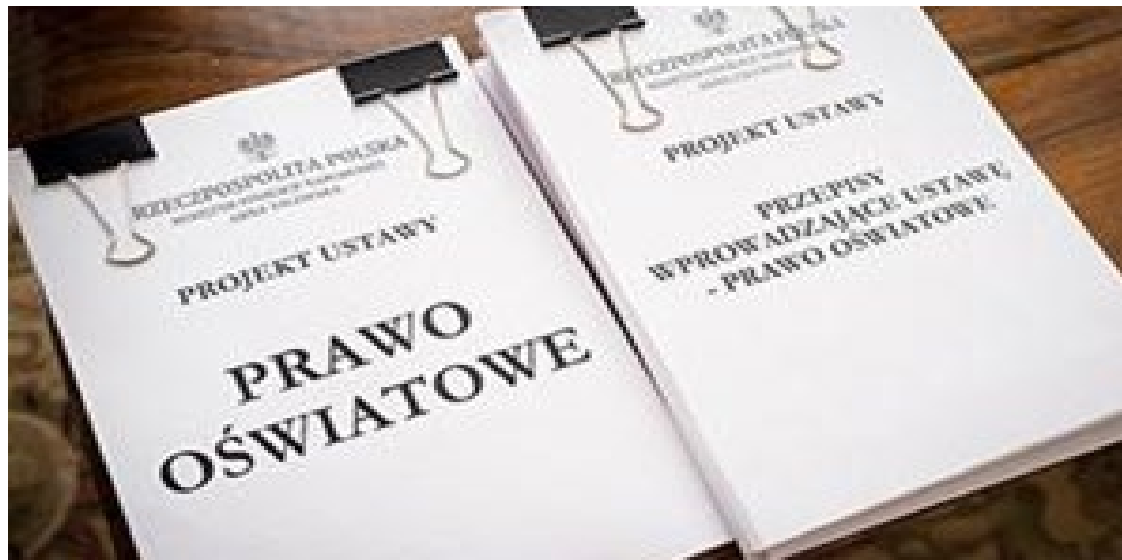 RZECZPOSPOLITA POLSKA
PROJEKT USTAWY
PRAWO
OŚWIATOWE
RZECZPOSPOLITA POLSKA
PROJEKT USTAWY
PRZEPISY
WPROWADZAJĄCE USTAWĘ
- PRAWO OŚWIATOWE